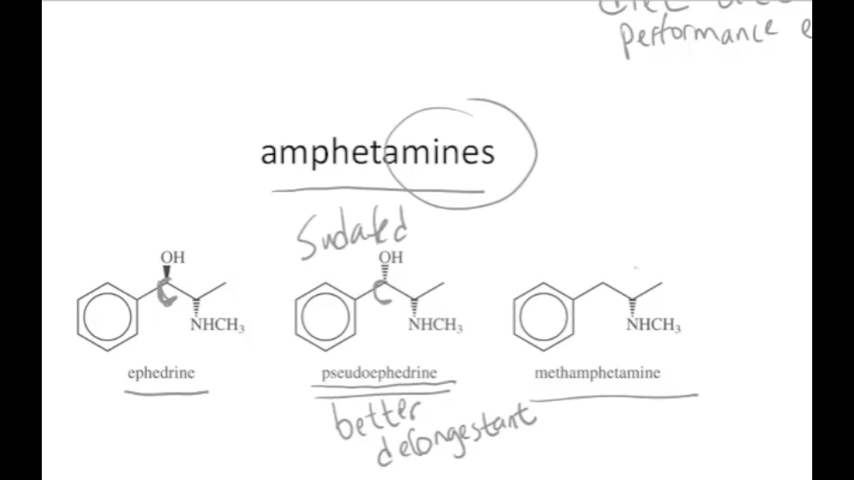 performance e
amphetamines
Sudafed
OH
OH
NHCH3
NHCH3
NHCH3
ephedrine
pseudoephedrine
methamphetamine
better
decongestant